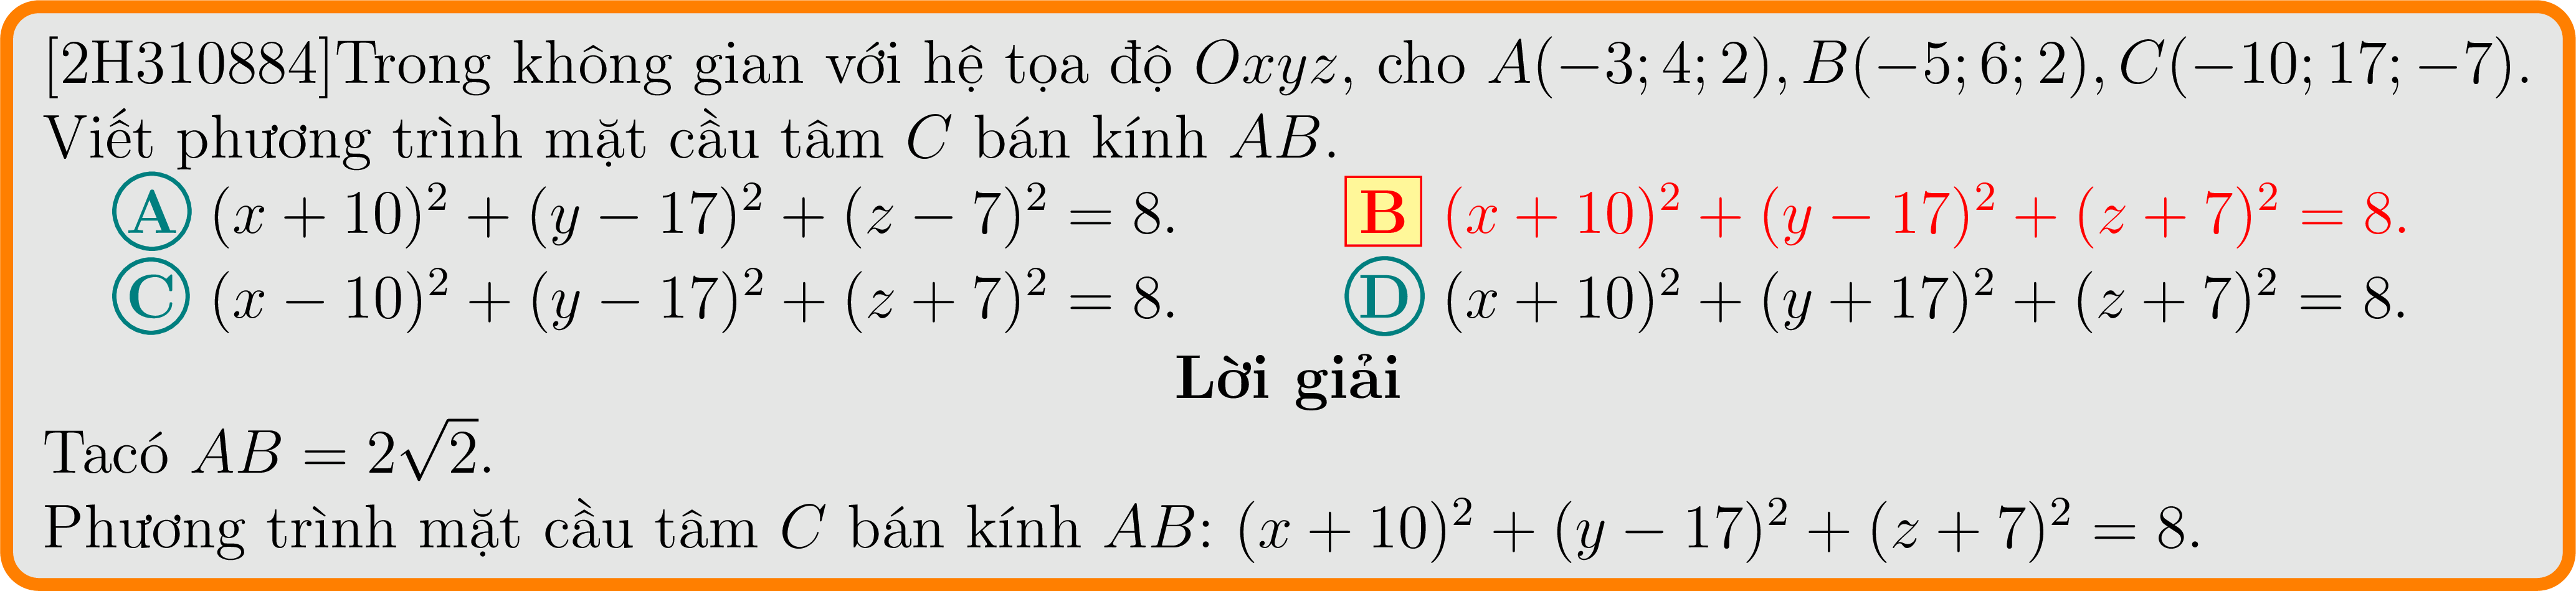 [2H310884]Trong không gian với hệ tọa độ Oxyz, cho A(−3; 4; 2), B(−5; 6; 2), C(−10; 17; −7).
Viết phương trình mặt cầu tâm C bán kính AB.
A (x + 10)² + (y − 17)² + (z − 7)² = 8. B (x + 10)² + (y − 17)² + (z + 7)² = 8.
C (x − 10)² + (y − 17)² + (z + 7)² = 8. D (x + 10)² + (y + 17)² + (z + 7)² = 8.
Lời giải
Tacó AB = 2√2.
Phương trình mặt cầu tâm C bán kính AB: (x + 10)² + (y − 17)² + (z + 7)² = 8.